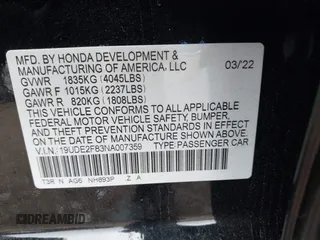 MFD. BY HONDA DEVELOPMENT &
MANUFACTURING OF AMERICA, LLC
GVWR 1835KG (4045LBS) 03/22
GAWR F 1015KG (2237LBS)
GAWR R 820KG (1808LBS)
THIS VEHICLE CONFORMS TO ALL APPLICABLE
FEDERAL MOTOR VEHICLE SAFETY, BUMPER,
AND THEFT PREVENTION STANDARDS IN EFFECT ON
THE DATE OF MANUFACTURE SHOWN ABOVE.
V.I.N.: 19UDE2F83NA007359 TYPE: PASSENGER CAR
T3R N AG6 NH893P Z A
DREAMBID